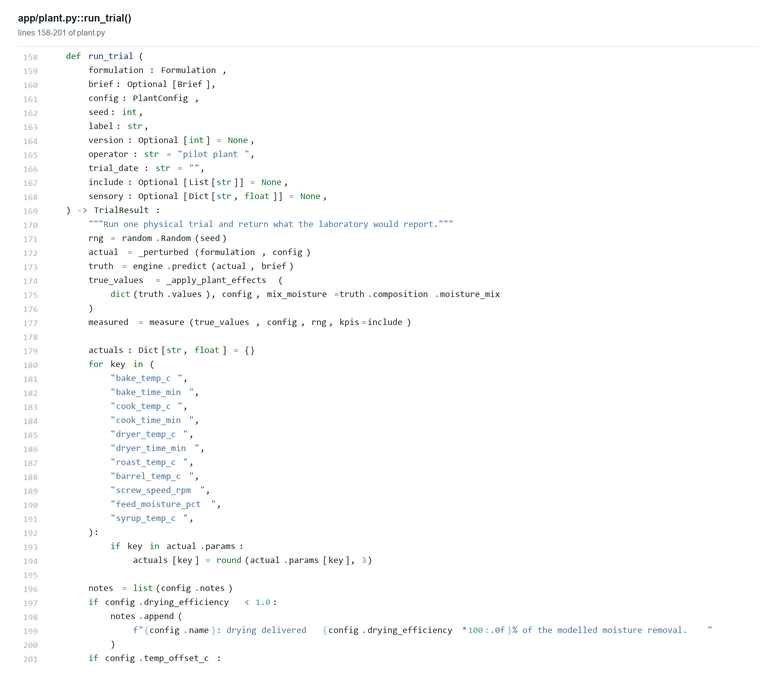 app/plant.py::run_trial()
lines 158-201 of plant.py
158 def run_trial (
159 formulation : Formulation ,
160 brief : Optional [Brief ],
161 config : PlantConfig ,
162 seed : int ,
163 label : str ,
164 version : Optional [int ] = None ,
165 operator : str = "pilot plant ",
166 trial_date : str = "",
167 include : Optional [List [str ]] = None ,
168 sensory : Optional [Dict [str , float ]] = None ,
169 ) -> TrialResult :
170 """Run one physical trial and return what the laboratory would report."""
171 rng = random .Random (seed )
172 actual = _perturbed (formulation , config )
173 truth = engine .predict (actual , brief )
174 true_values = _apply_plant_effects (
175 dict (truth .values ), config , mix_moisture =truth .composition .moisture_mix
176 )
177 measured = measure (true_values , config , rng , kpis =include )
178
179 actuals : Dict [str , float ] = {}
180 for key in (
181 "bake_temp_c ",
182 "bake_time_min ",
183 "cook_temp_c ",
184 "cook_time_min ",
185 "dryer_temp_c ",
186 "dryer_time_min ",
187 "roast_temp_c ",
188 "barrel_temp_c ",
189 "screw_speed_rpm ",
190 "feed_moisture_pct ",
191 "syrup_temp_c ",
192 ):
193 if key in actual .params :
194 actuals [key ] = round (actual .params [key ], 3 )
195
196 notes = list (config .notes )
197 if config .drying_efficiency < 1.0 :
198 notes .append (
199 f"{config .name }: drying delivered {config .drying_efficiency *100 :.0f }% of the modelled moisture removal. "
200 )
201 if config .temp_offset_c :